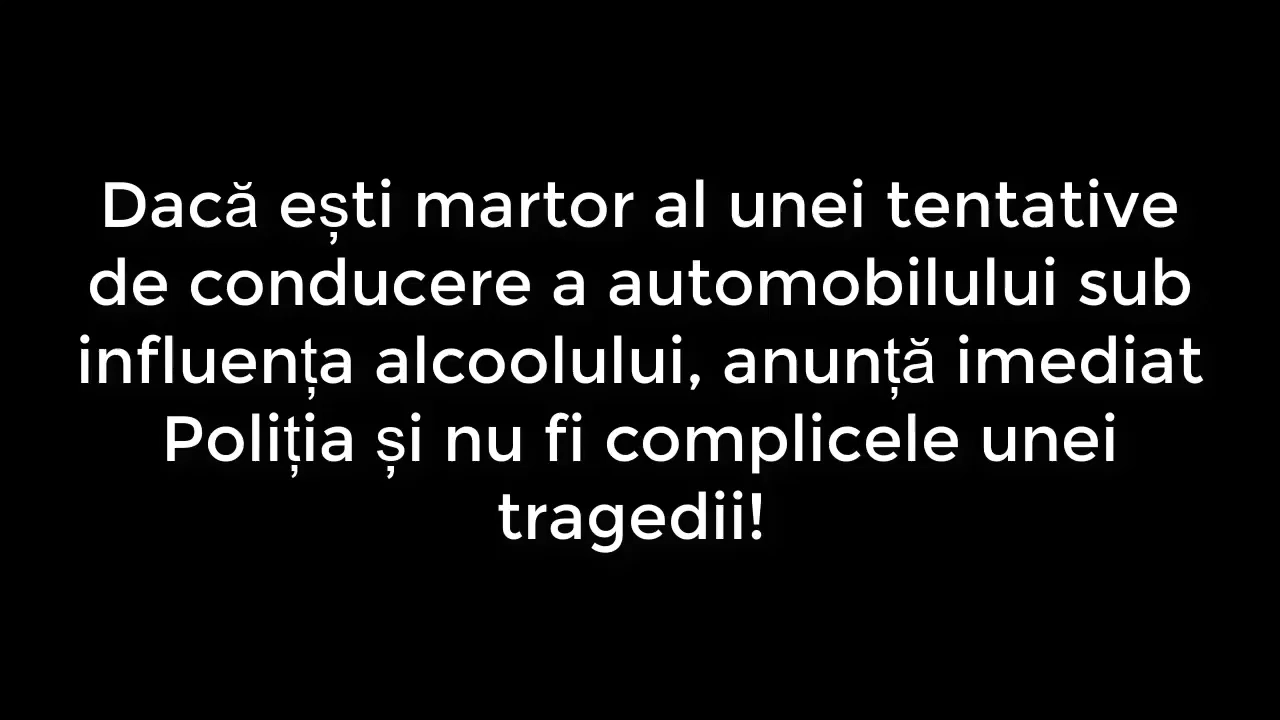 Dacă ești martor al unei tentative
de conducere a automobilului sub
influența alcoolului, anunță imediat
Poliția și nu fi complicele unei
tragedii!